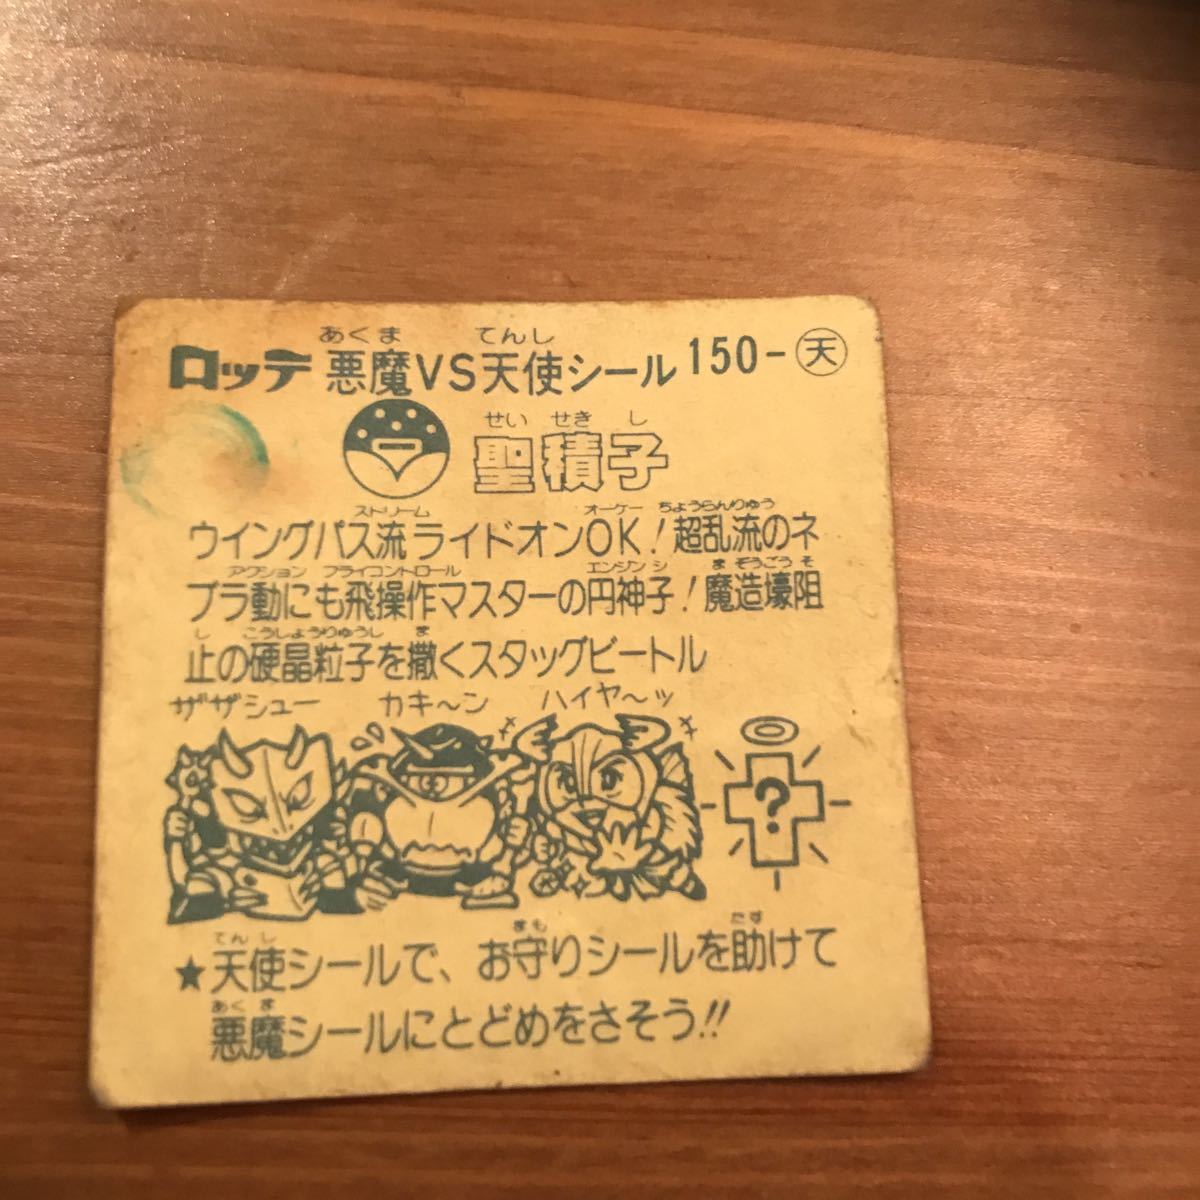 あくま てんし
ロッテ 悪魔VS天使シール 150-天
せい せき し
聖積子
ストリーム オーケー ちょうらんりゅう
ウイングパス流ライドオンOK!超乱流のネ
アクション フライコントロール エンジン シ まぞうごうそ
ブラ動にも飛操作マスターの円神子!魔造壕阻
し こうしょうりゅうし ま
止の硬晶粒子を撒くスタッグビートル
ザザザシュー カキ〜ン ハイヤ〜ッ
?
てんし まも たす
★天使シールで、お守りシールを助けて
あくま
悪魔シールにとどめをさそう!!